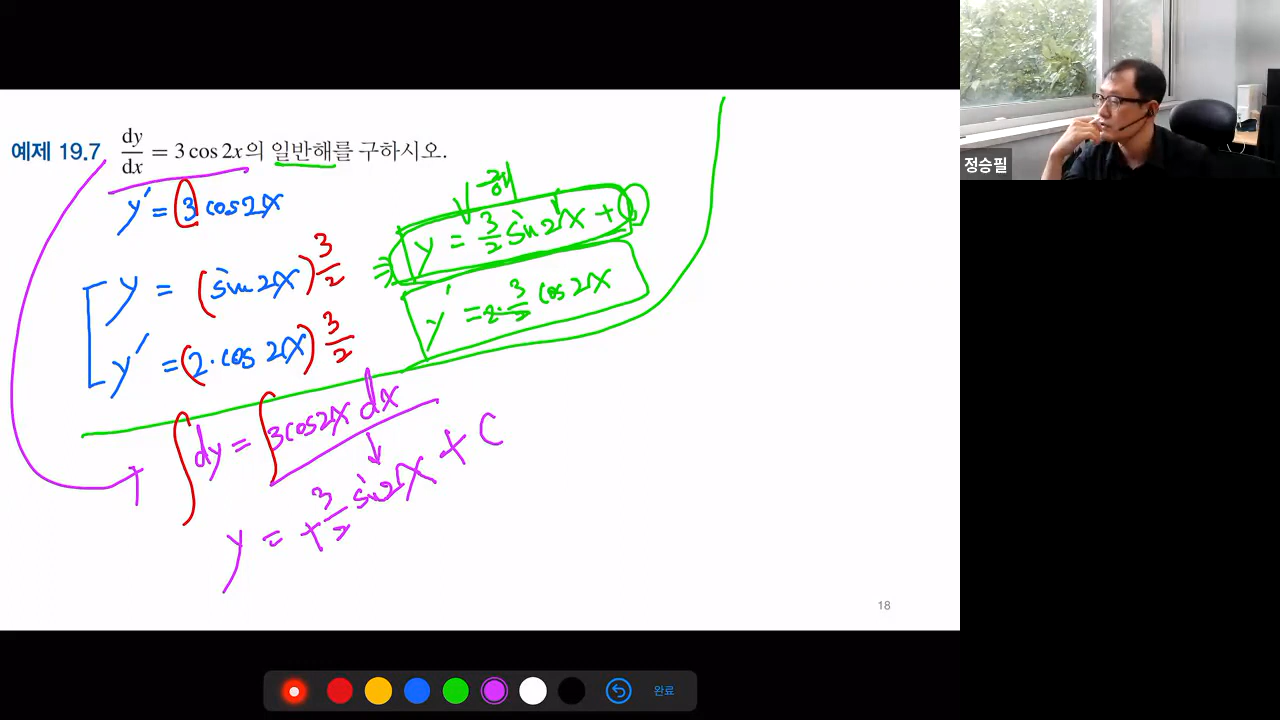 예제 19.7 dy/dx = 3 cos 2x의 일반해를 구하시오.
y' = 3 cos2x
y = (sin 2x) 3/2
y' = (2·cos 2x) 3/2
해
y = 3/2 sin 2x +
y' = 2·3/2 cos 2x
∫ dy = ∫ 3cos2x dx
y = + 3/2 sin2x + C
18
정승필
완료